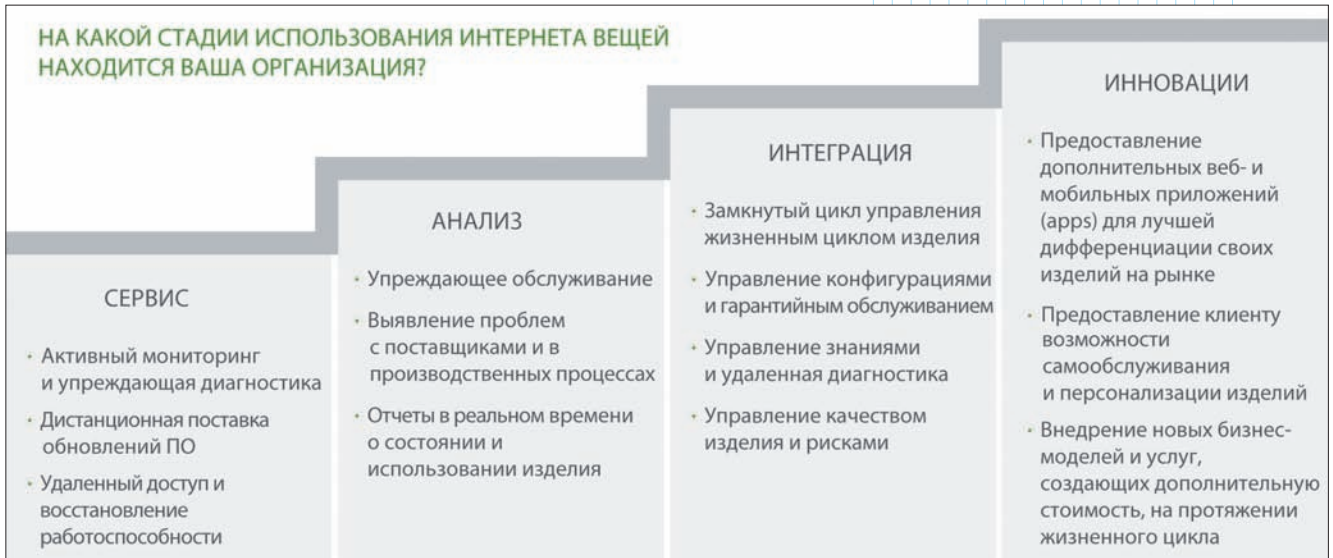 НА КАКОЙ СТАДИИ ИСПОЛЬЗОВАНИЯ ИНТЕРНЕТА ВЕЩЕЙ
НАХОДИТСЯ ВАША ОРГАНИЗАЦИЯ?
СЕРВИС
• Активный мониторинг
и упреждающая диагностика
• Дистанционная поставка
обновлений ПО
• Удаленный доступ и
восстановление
работоспособности
АНАЛИЗ
• Упреждающее обслуживание
• Выявление проблем
с поставщиками и в
производственных процессах
• Отчеты в реальном времени
о состоянии и
использовании изделия
ИНТЕГРАЦИЯ
• Замкнутый цикл управления
жизненным циклом изделия
• Управление конфигурациями
и гарантийным обслуживанием
• Управление знаниями
и удаленная диагностика
• Управление качеством
изделия и рисками
ИННОВАЦИИ
• Предоставление
дополнительных веб- и
мобильных приложений
(apps) для лучшей
дифференциации своих
изделий на рынке
• Предоставление клиенту
возможности
самообслуживания
и персонализации изделий
• Внедрение новых бизнес-
моделей и услуг,
создающих дополнительную
стоимость, на протяжении
жизненного цикла